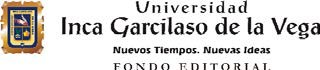 Universidad
Inca Garcilaso de la Vega
Nuevos Tiempos. Nuevas Ideas
FONDO EDITORIAL